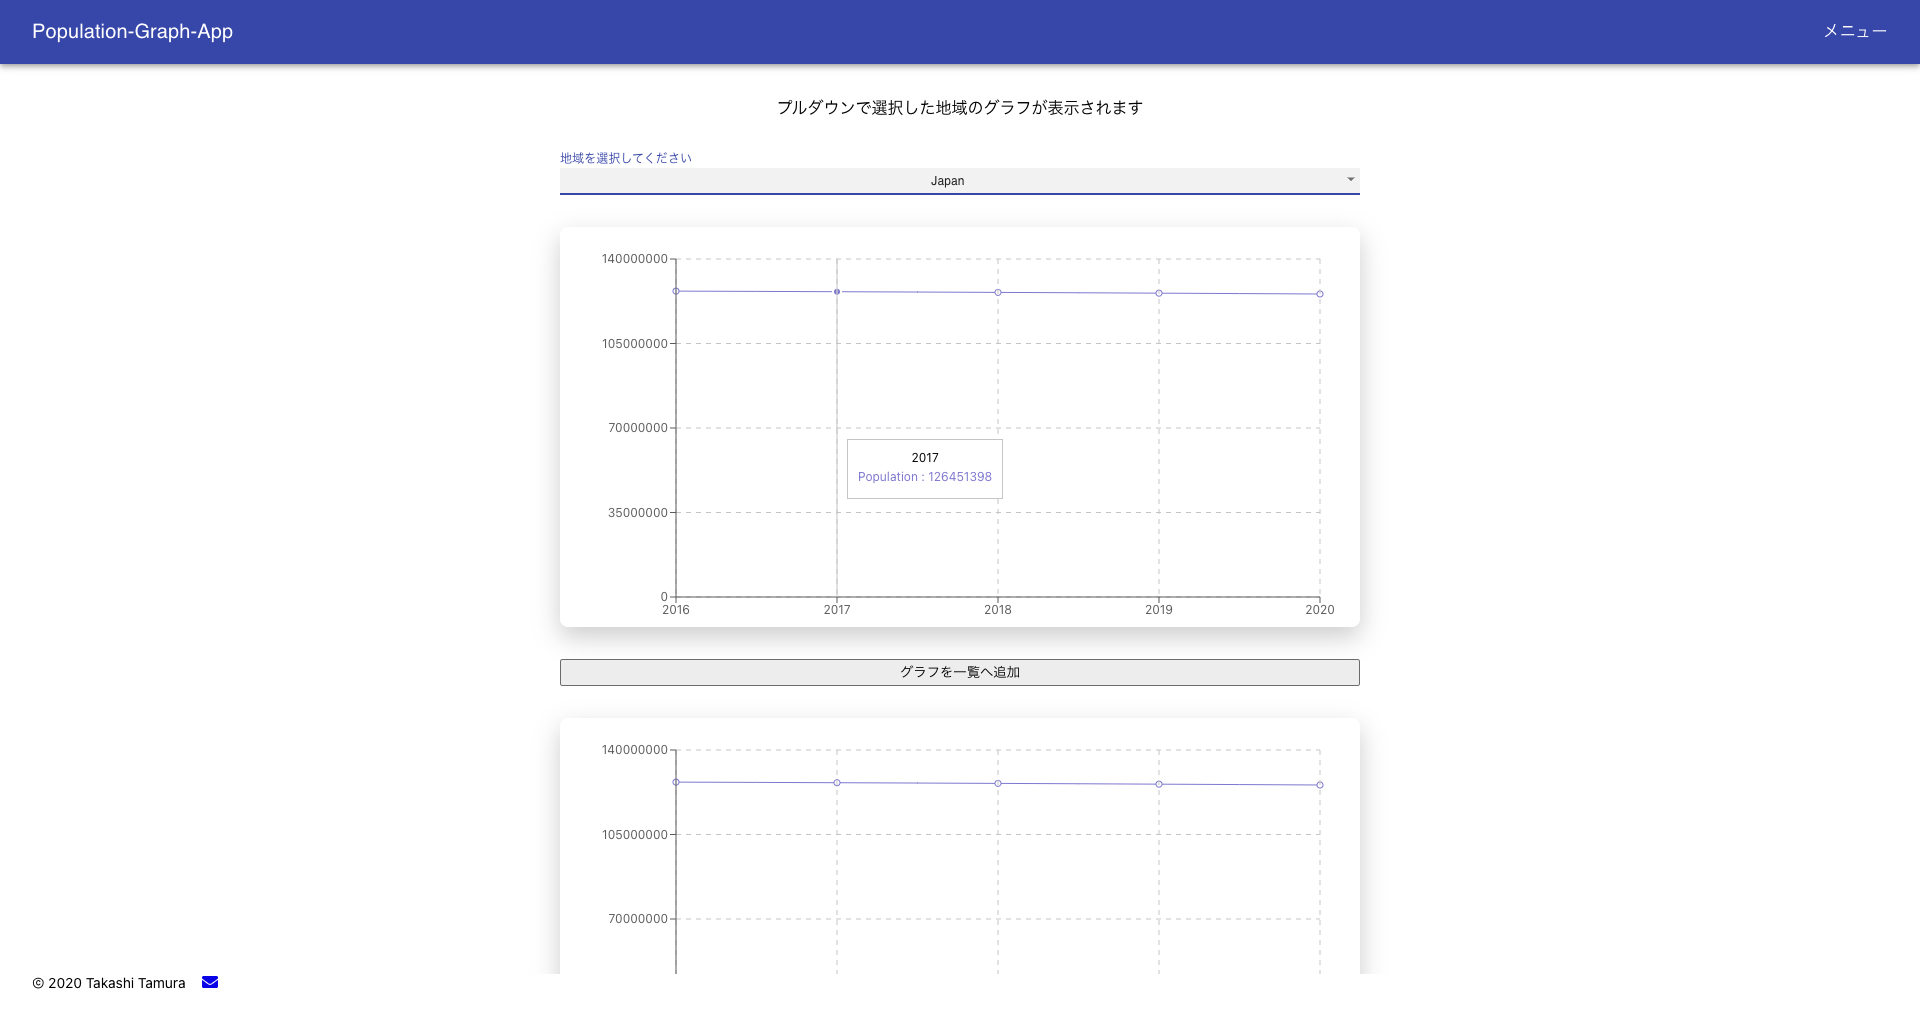 Population-Graph-App
メニュー
プルダウンで選択した地域のグラフが表示されます
地域を選択してください
Japan
140000000
105000000
70000000
35000000
0
2016 2017 2018 2019 2020
2017
Population : 126451398
グラフを一覧へ追加
140000000
105000000
70000000
© 2020 Takashi Tamura